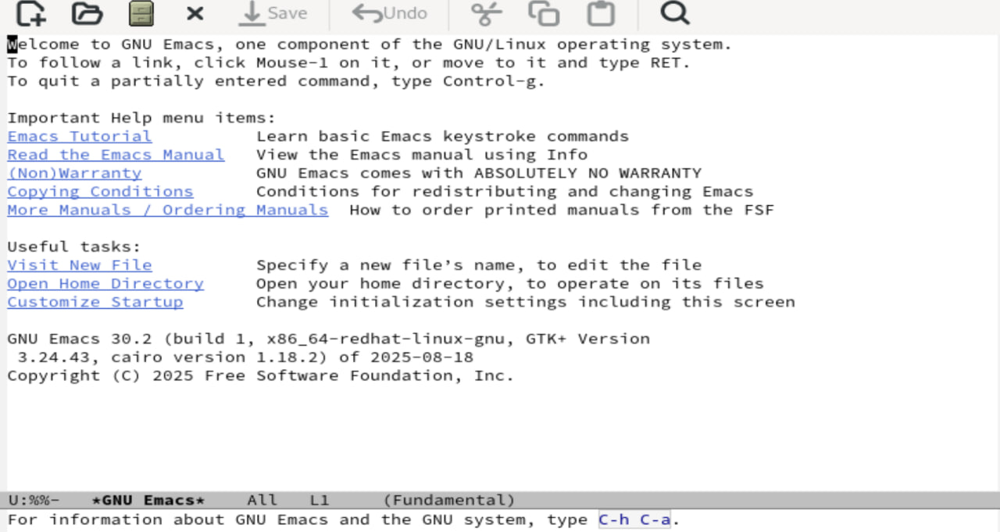 Save Undo
Welcome to GNU Emacs, one component of the GNU/Linux operating system.
To follow a link, click Mouse-1 on it, or move to it and type RET.
To quit a partially entered command, type Control-g.
Important Help menu items:
Emacs Tutorial Learn basic Emacs keystroke commands
Read the Emacs Manual View the Emacs manual using Info
(Non)Warranty GNU Emacs comes with ABSOLUTELY NO WARRANTY
Copying Conditions Conditions for redistributing and changing Emacs
More Manuals / Ordering Manuals How to order printed manuals from the FSF
Useful tasks:
Visit New File Specify a new file’s name, to edit the file
Open Home Directory Open your home directory, to operate on its files
Customize Startup Change initialization settings including this screen
GNU Emacs 30.2 (build 1, x86_64-redhat-linux-gnu, GTK+ Version
3.24.43, cairo version 1.18.2) of 2025-08-18
Copyright (C) 2025 Free Software Foundation, Inc.
U:%%- *GNU Emacs* All L1 (Fundamental)
For information about GNU Emacs and the GNU system, type C-h C-a.